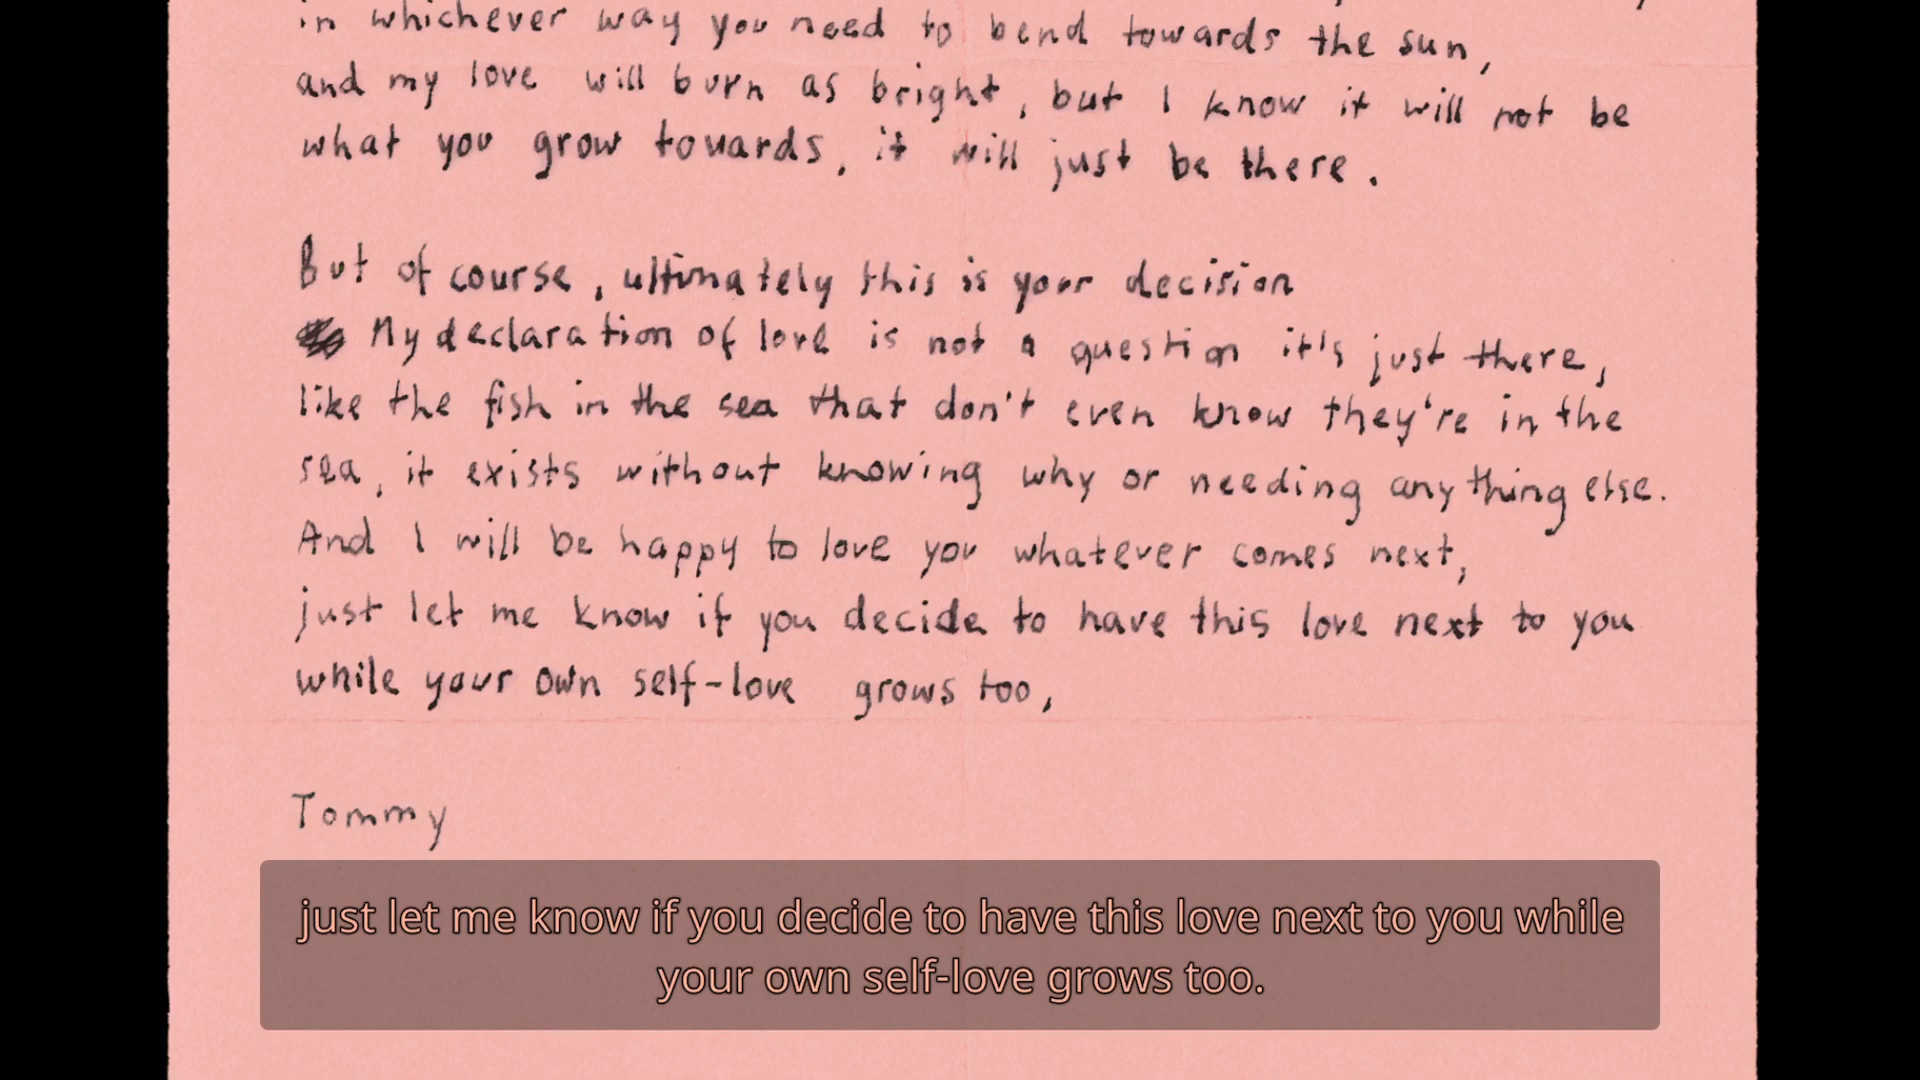 in whichever way you need to bend towards the sun,
and my love will burn as bright, but I know it will not be
what you grow towards, it will just be there.
But of course, ultimately this is your decision
My declaration of love is not a question it's just there,
like the fish in the sea that don't even know they're in the
sea, it exists without knowing why or needing anything else.
And I will be happy to love you whatever comes next,
just let me know if you decide to have this love next to you
while your own self-love grows too,
Tommy
just let me know if you decide to have this love next to you while
your own self-love grows too.